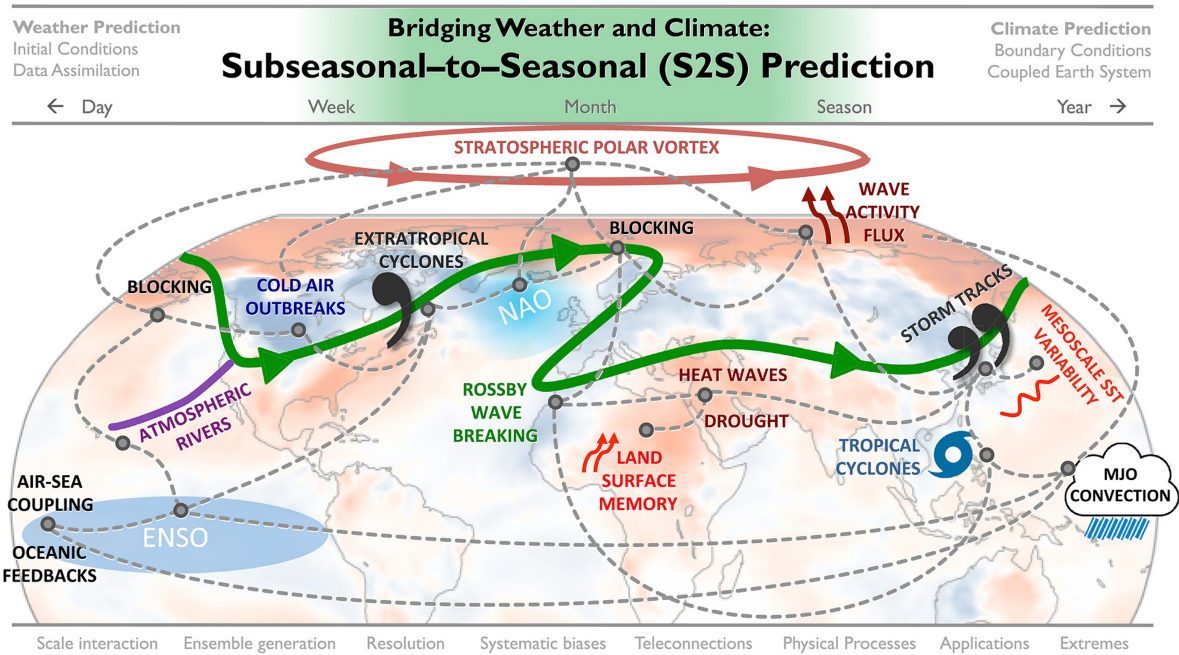 Weather Prediction
Initial Conditions
Data Assimilation
Bridging Weather and Climate:
Subseasonal–to–Seasonal (S2S) Prediction
Climate Prediction
Boundary Conditions
Coupled Earth System
← Day
Week
Month
Season
Year →
STRATOSPHERIC POLAR VORTEX
WAVE
ACTIVITY
FLUX
BLOCKING
EXTRATROPICAL
CYCLONES
BLOCKING
COLD AIR
OUTBREAKS
NAO
STORM TRACKS
MESOSCALE SST
VARIABILITY
ATMOSPHERIC
RIVERS
ROSSBY
WAVE
BREAKING
HEAT WAVES
DROUGHT
LAND
SURFACE
MEMORY
TROPICAL
CYCLONES
MJO
CONVECTION
AIR-SEA
COUPLING
ENSO
OCEANIC
FEEDBACKS
Scale interaction
Ensemble generation
Resolution
Systematic biases
Teleconnections
Physical Processes
Applications
Extremes